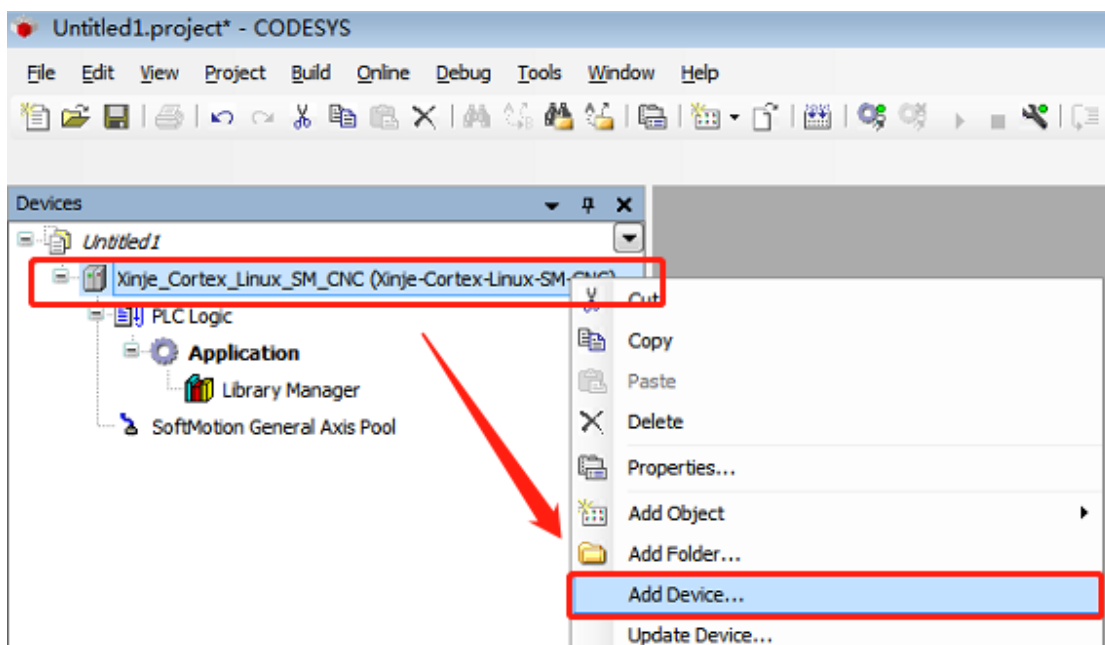 Untitled1.project* - CODESYS
File Edit View Project Build Online Debug Tools Window Help
Devices
Untitled1
Xinje_Cortex_Linux_SM_CNC (Xinje-Cortex-Linux-SM-CNC)
PLC Logic
Application
Library Manager
SoftMotion General Axis Pool
Cut
Copy
Paste
Delete
Properties...
Add Object
Add Folder...
Add Device...
Update Device...